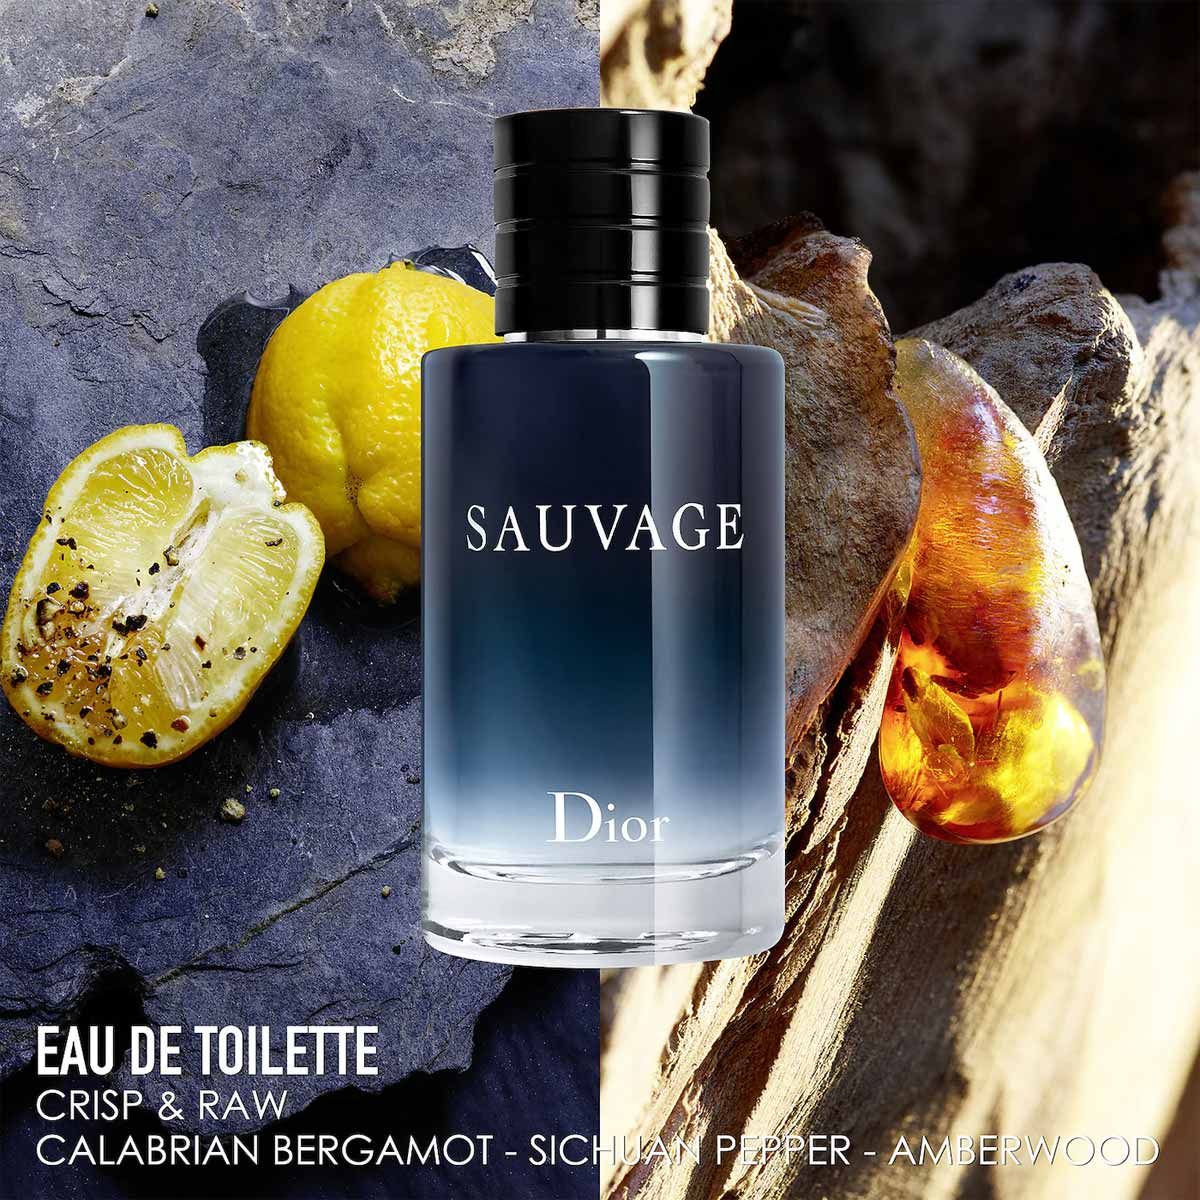 SAUVAGE
Dior
EAU DE TOILETTE
CRISP & RAW
CALABRIAN BERGAMOT - SICHUAN PEPPER - AMBERWOOD